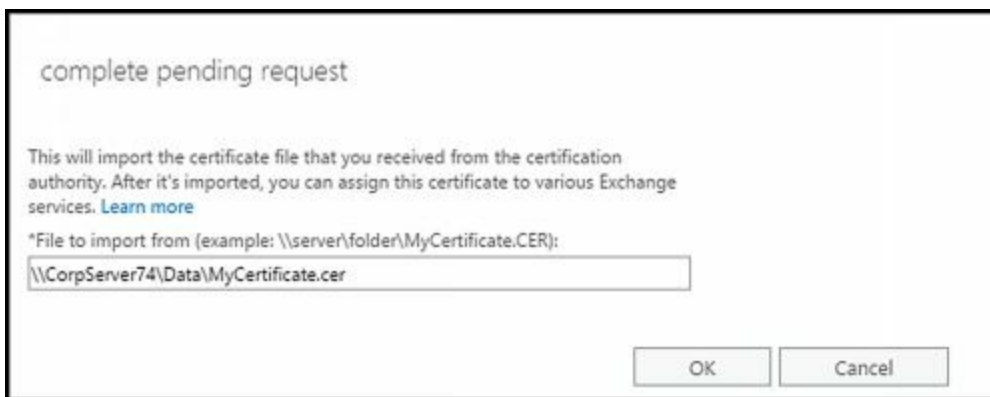 complete pending request
This will import the certificate file that you received from the certification
authority. After it's imported, you can assign this certificate to various Exchange
services. Learn more
*File to import from (example: \\server\folder\MyCertificate.CER):
\\CorpServer74\Data\MyCertificate.cer
OK Cancel